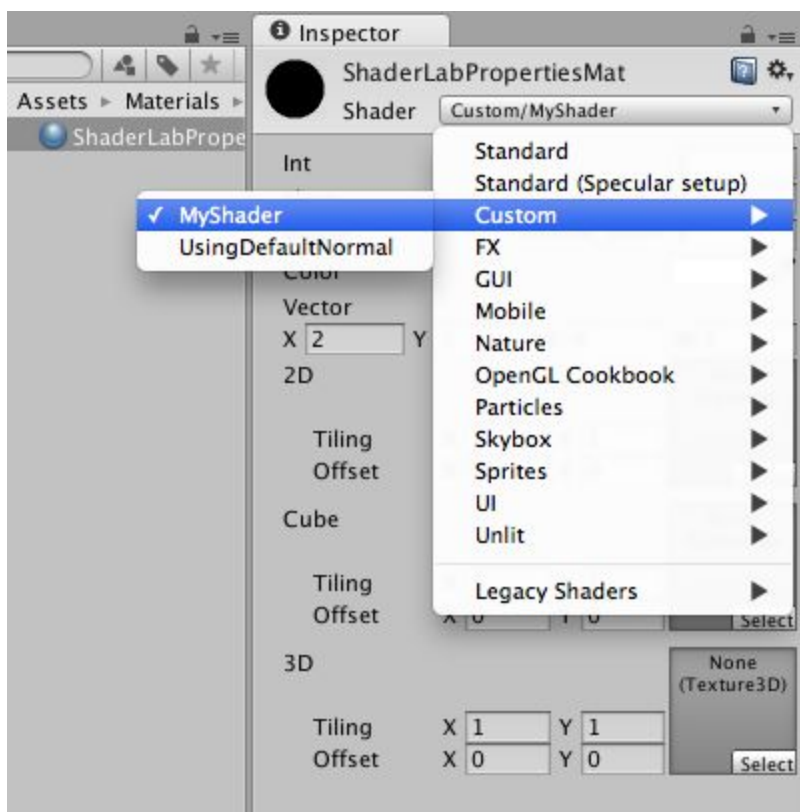 Inspector
Assets ▸ Materials ▸
ShaderLabPrope
ShaderLabPropertiesMat
Shader Custom/MyShader
Standard
Standard (Specular setup)
Custom
FX
GUI
Mobile
Nature
OpenGL Cookbook
Particles
Skybox
Sprites
UI
Unlit
Legacy Shaders
✓ MyShader
UsingDefaultNormal
Int
Color
Vector
X 2 Y
2D
Tiling
Offset
Cube
Tiling
Offset X 0 Y 0
Select
3D
None
(Texture3D)
Tiling X 1 Y 1
Offset X 0 Y 0
Select